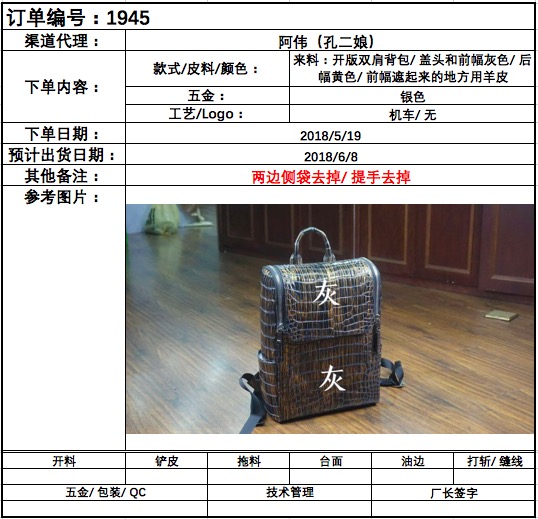 订单编号：1945
渠道代理：
阿伟（孔二娘）
下单内容：
款式/皮料/颜色：
来料：开版双肩背包/ 盖头和前幅灰色/ 后
幅黄色/ 前幅遮起来的地方用羊皮
五金：
银色
工艺/Logo：
机车/ 无
下单日期：
2018/5/19
预计出货日期：
2018/6/8
其他备注：
两边侧袋去掉/ 提手去掉
参考图片：
灰
灰
开料
铲皮
拖料
台面
油边
打斩/ 缝线
五金/ 包装/ QC
技术管理
厂长签字